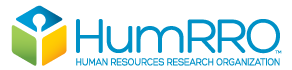 HumRRO™
HUMAN RESOURCES RESEARCH ORGANIZATION